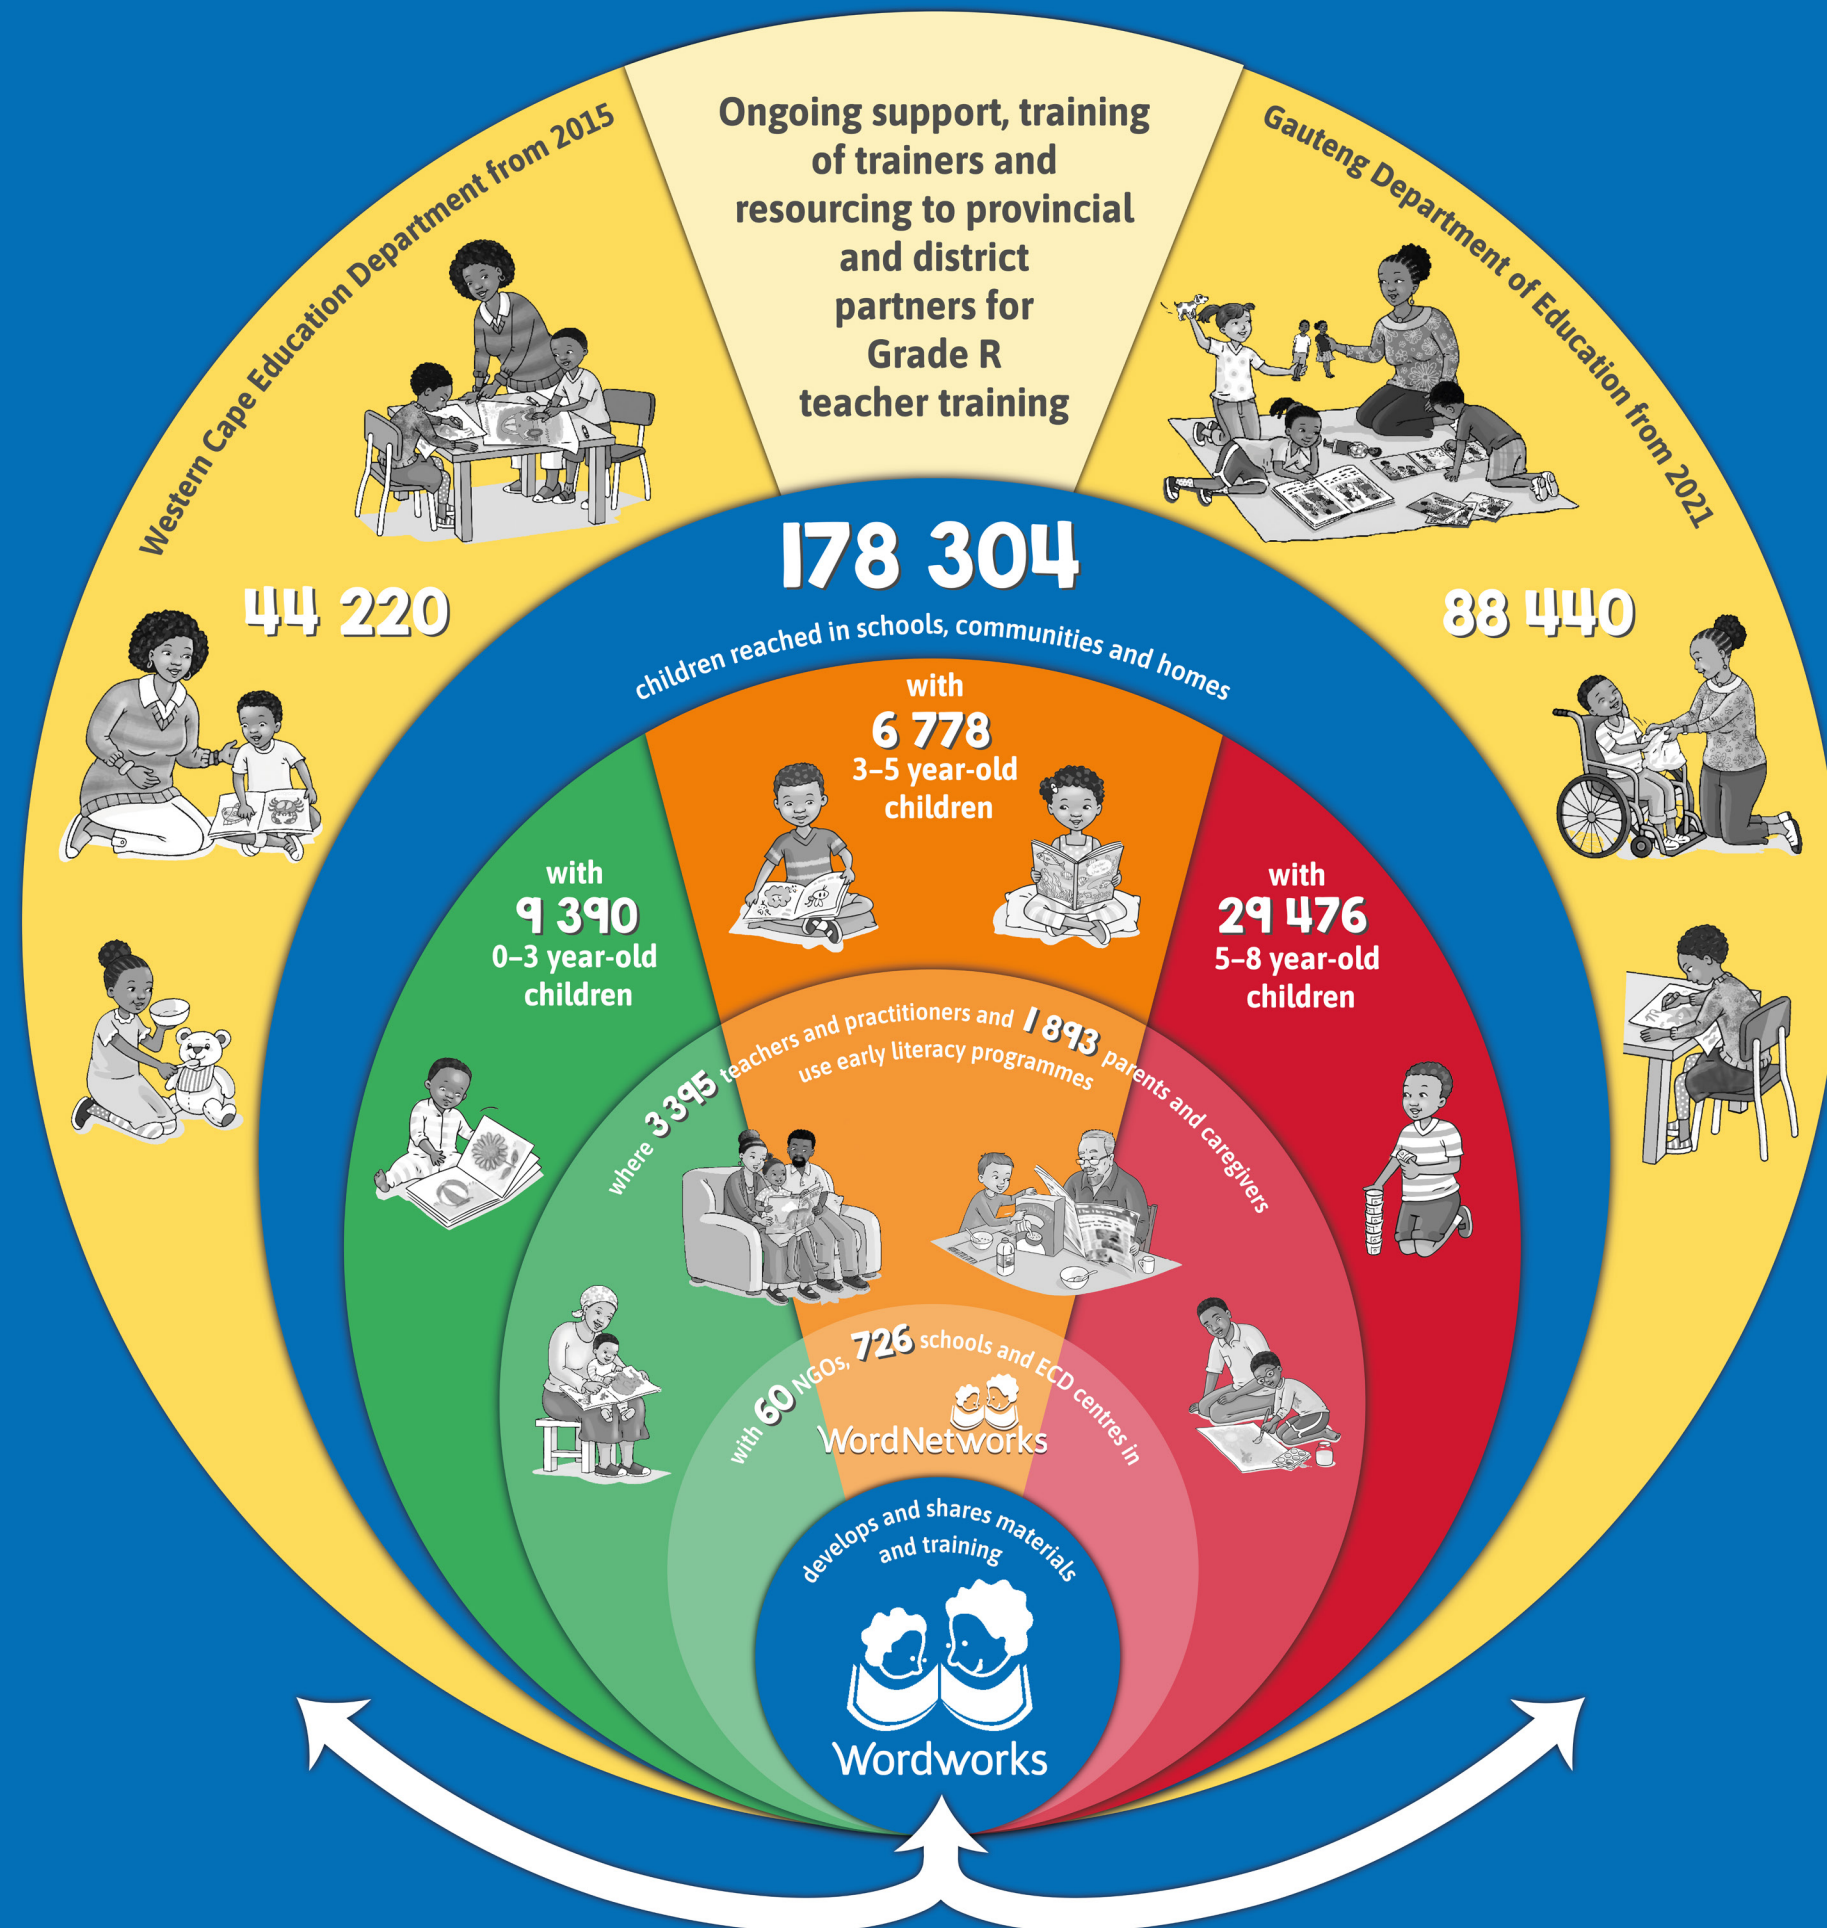 Ongoing support, training
of trainers and
resourcing to provincial
and district
partners for
Grade R
teacher training
Western Cape Education Department from 2015
44 220
Gauteng Department of Education from 2021
88 440
178 304
children reached in schools, communities and homes
with
6 778
3–5 year-old
children
with
9 390
0–3 year-old
children
with
29 476
5–8 year-old
children
where 3 395 teachers and practitioners and 1 893 parents and caregivers
use early literacy programmes
with 60 NGOs, 726 schools and ECD centres in
WordNetworks
develops and shares materials
and training
Wordworks